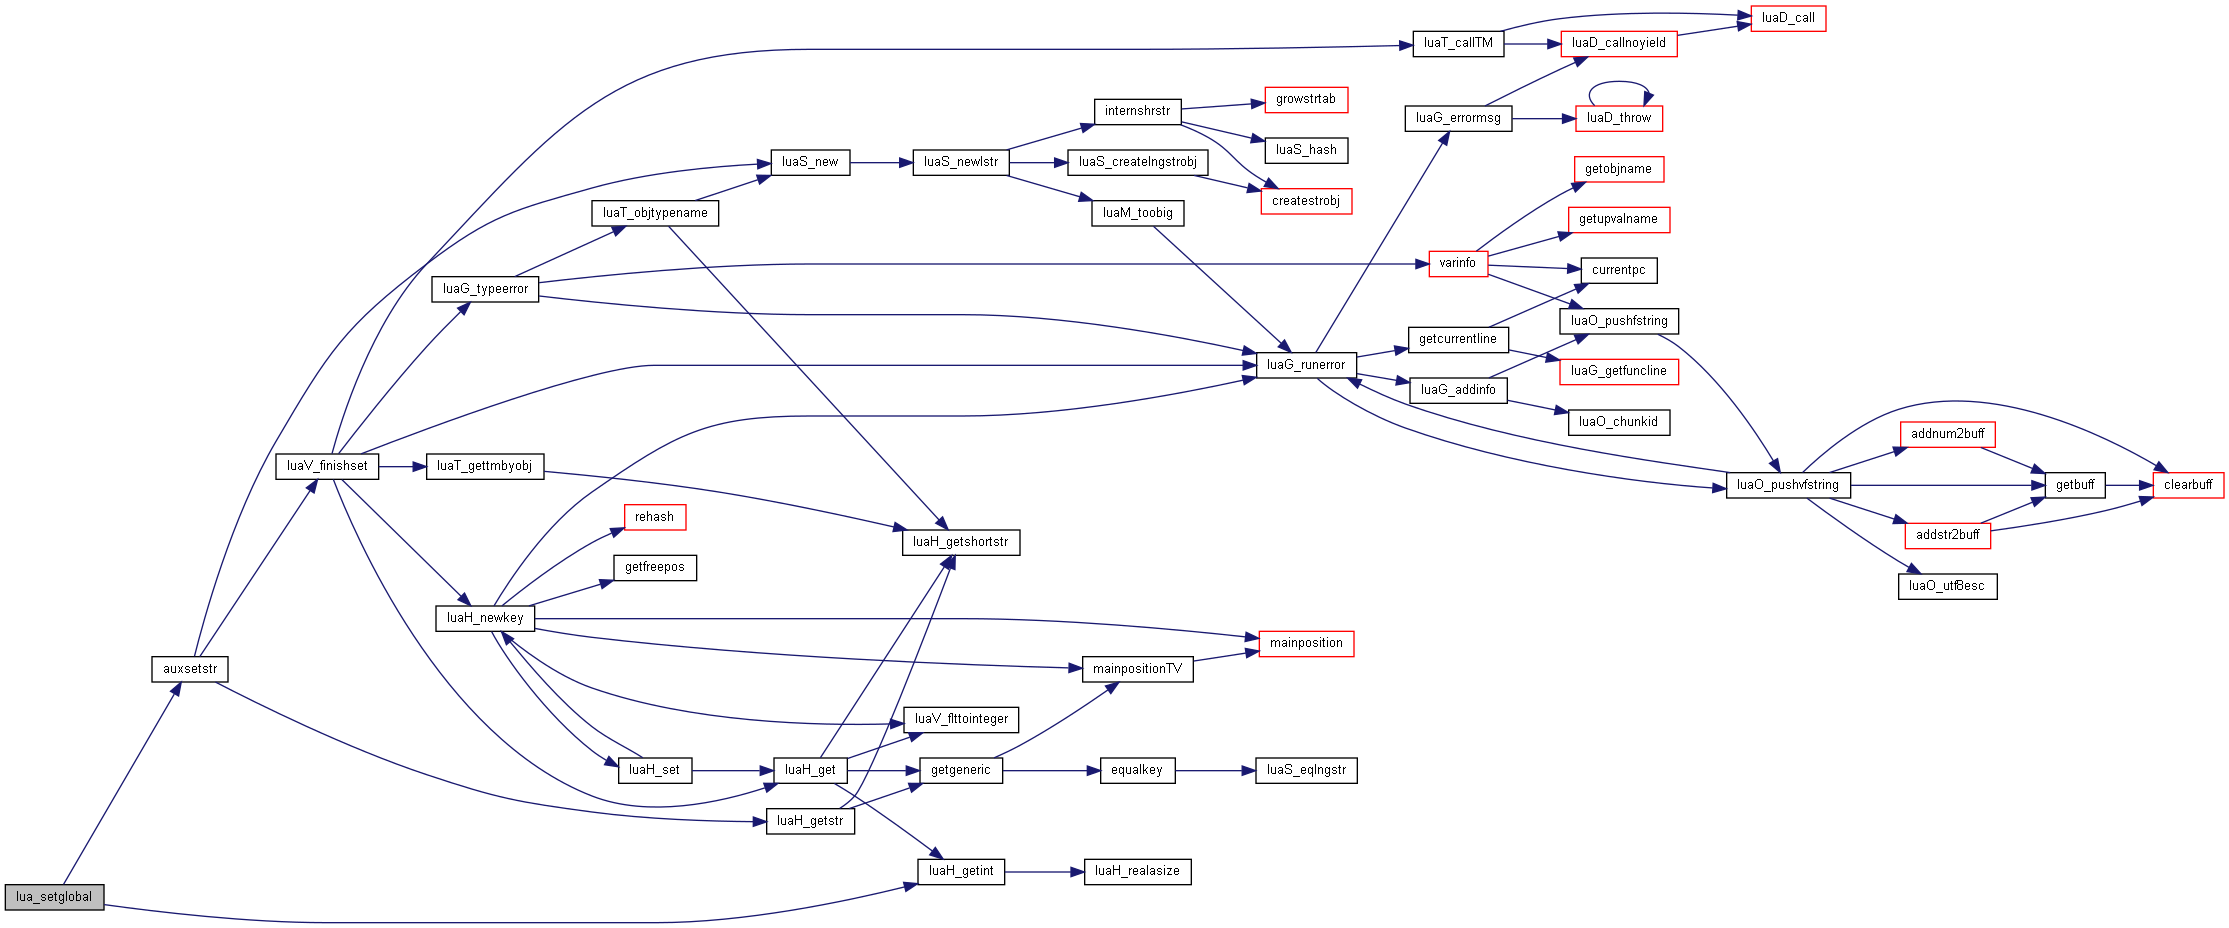 luaD_call
luaT_callTM
luaD_callnoyield
growstrtab
internshrstr
luaG_errormsg
luaD_throw
luaS_hash
luaS_new
luaS_newlstr
luaS_createlngstrobj
getobjname
createstrobj
luaT_objtypename
luaM_toobig
getupvalname
varinfo
currentpc
luaG_typeerror
luaO_pushfstring
getcurrentline
luaG_runerror
luaG_getfuncline
luaG_addinfo
luaO_chunkid
addnum2buff
luaV_finishset
luaT_gettmbyobj
luaO_pushvfstring
getbuff
clearbuff
rehash
addstr2buff
luaH_getshortstr
getfreepos
luaO_utf8esc
luaH_newkey
mainposition
auxsetstr
mainpositionTV
luaV_flttointeger
luaH_set
luaH_get
getgeneric
equalkey
luaS_eqlngstr
luaH_getstr
luaH_getint
luaH_realasize
lua_setglobal